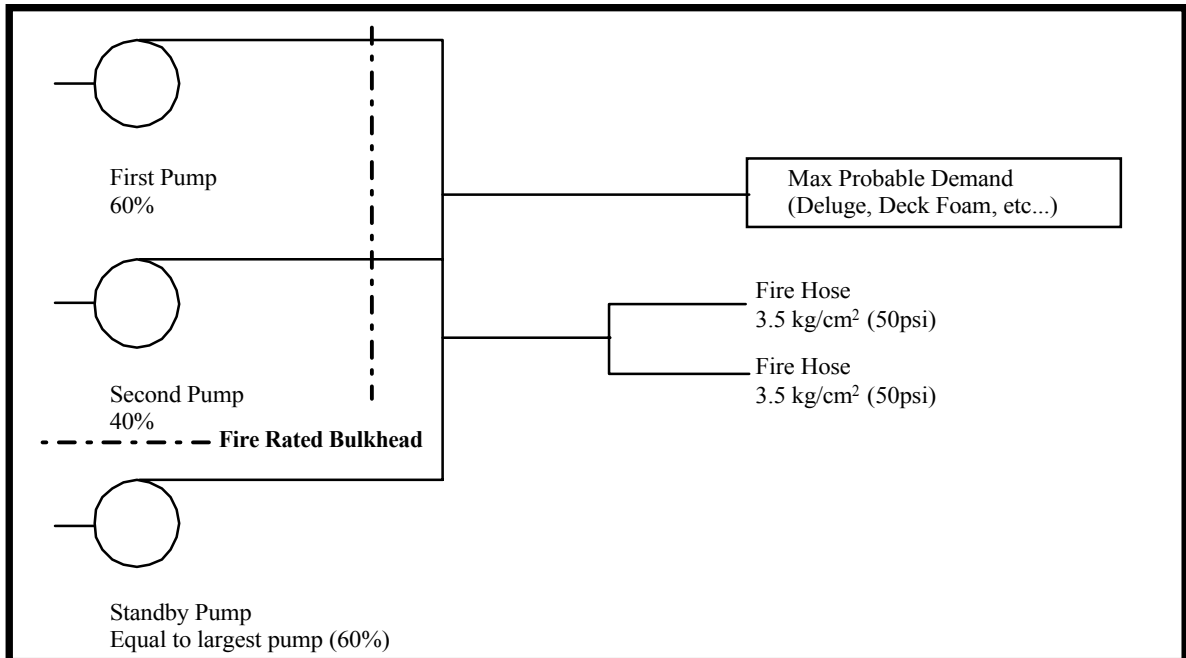 First Pump
60%
Max Probable Demand
(Deluge, Deck Foam, etc...)
Fire Hose
3.5 kg/cm² (50psi)
Fire Hose
3.5 kg/cm² (50psi)
Second Pump
40%
Fire Rated Bulkhead
Standby Pump
Equal to largest pump (60%)